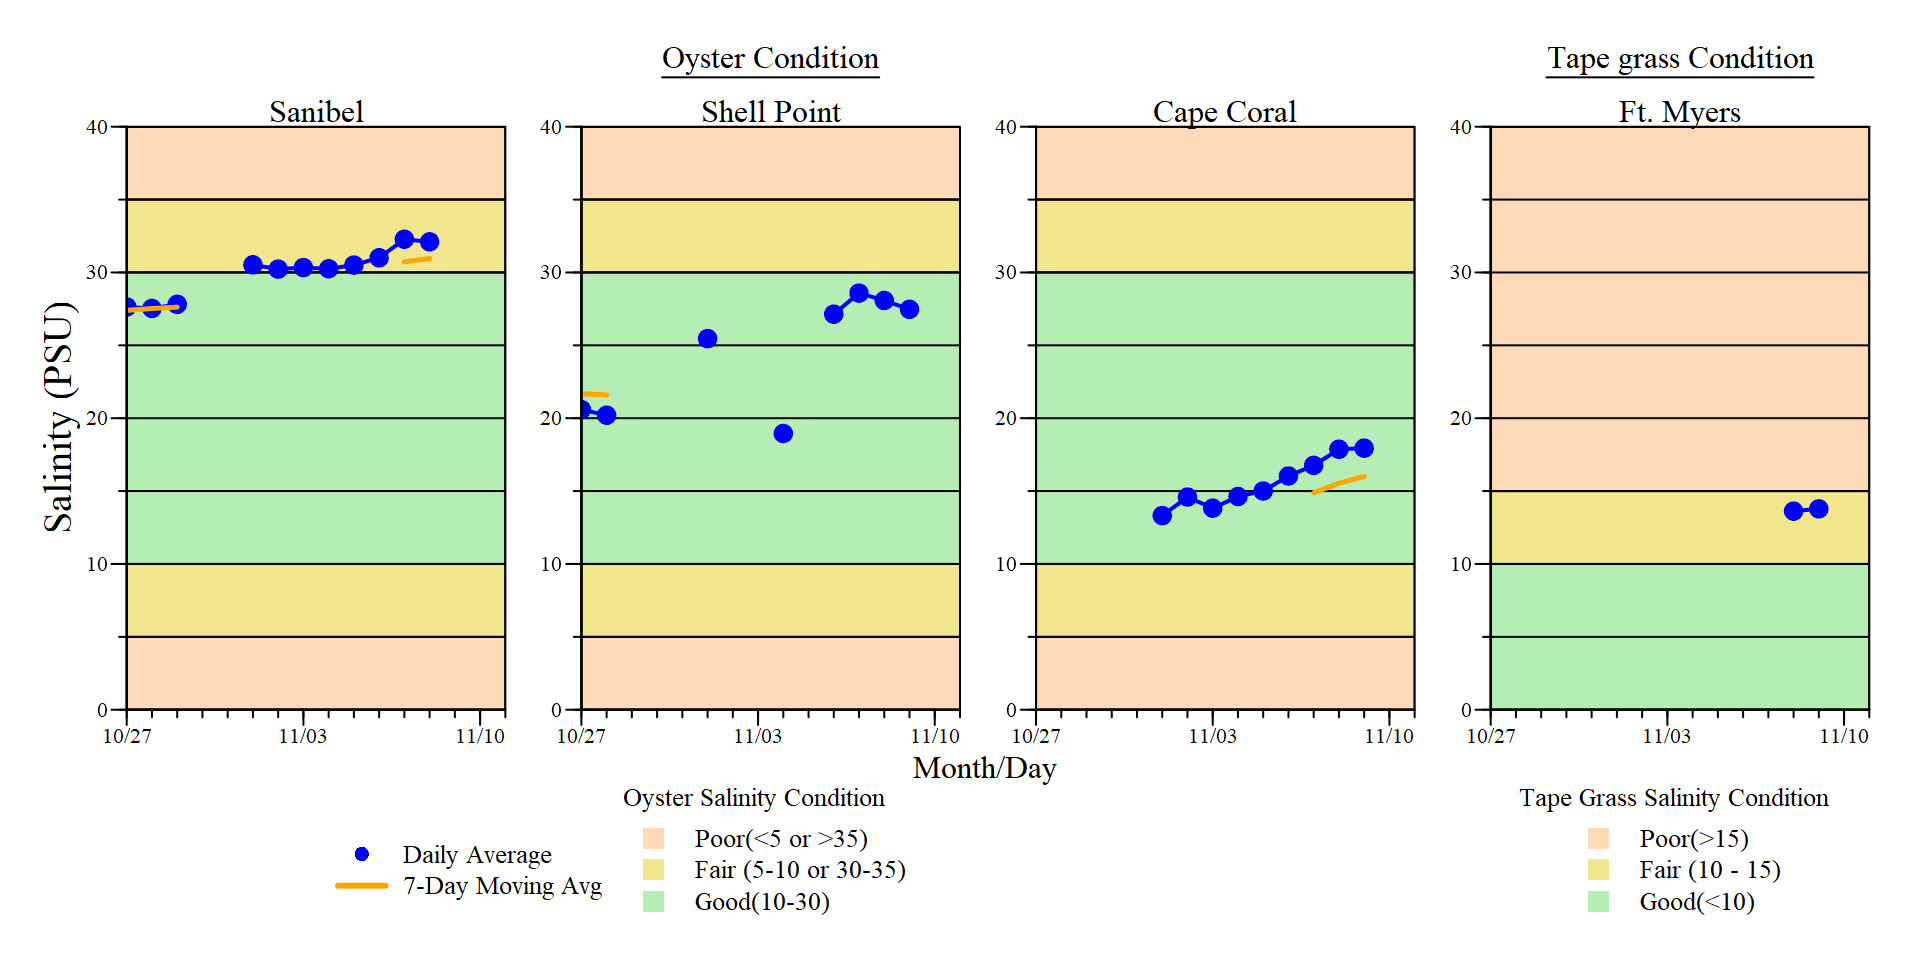 Oyster Condition
Tape grass Condition
Sanibel
Shell Point
Cape Coral
Ft. Myers
Salinity (PSU)
40
30
20
10
0
10/27
11/03
11/10
40
30
20
10
0
10/27
11/03
11/10
40
30
20
10
0
10/27
11/03
11/10
40
30
20
10
0
10/27
11/03
11/10
Month/Day
Daily Average
7-Day Moving Avg
Oyster Salinity Condition
Poor(<5 or >35)
Fair (5-10 or 30-35)
Good(10-30)
Tape Grass Salinity Condition
Poor(>15)
Fair (10 - 15)
Good(<10)